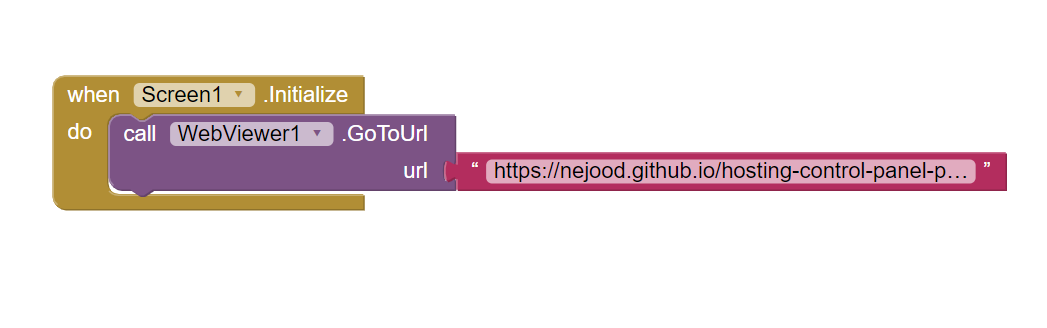 when Screen1 .Initialize
do call WebViewer1 .GoToUrl
url “ https://nejood.github.io/hosting-control-panel-p… ”